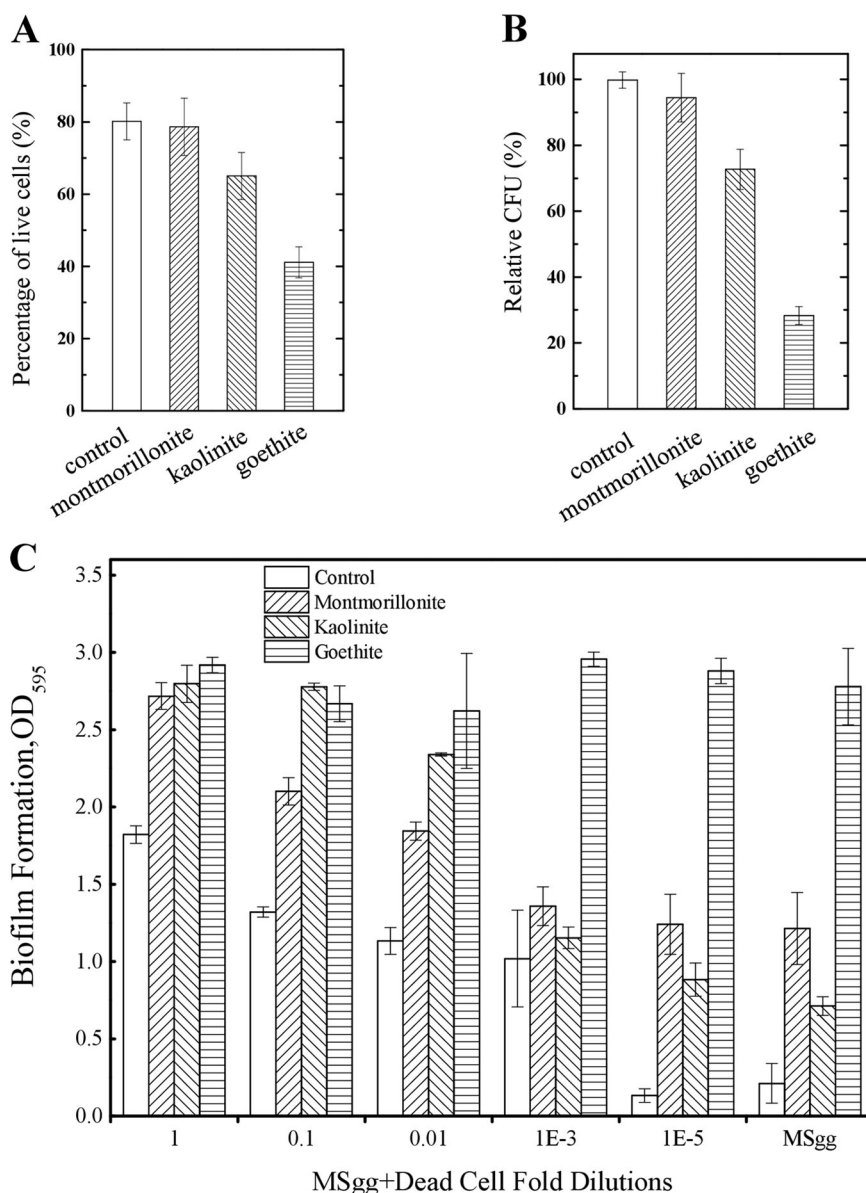 A
Percentage of live cells (%)
100
80
60
40
20
0
control
montmorillonite
kaolinite
goethite
B
Relative CFU (%)
100
80
60
40
20
0
control
montmorillonite
kaolinite
goethite
C
Biofilm Formation,OD595
3.5
3.0
2.5
2.0
1.5
1.0
0.5
0.0
Control
Montmorillonite
Kaolinite
Goethite
1 0.1 0.01 1E-3 1E-5 MSgg
MSgg+Dead Cell Fold Dilutions